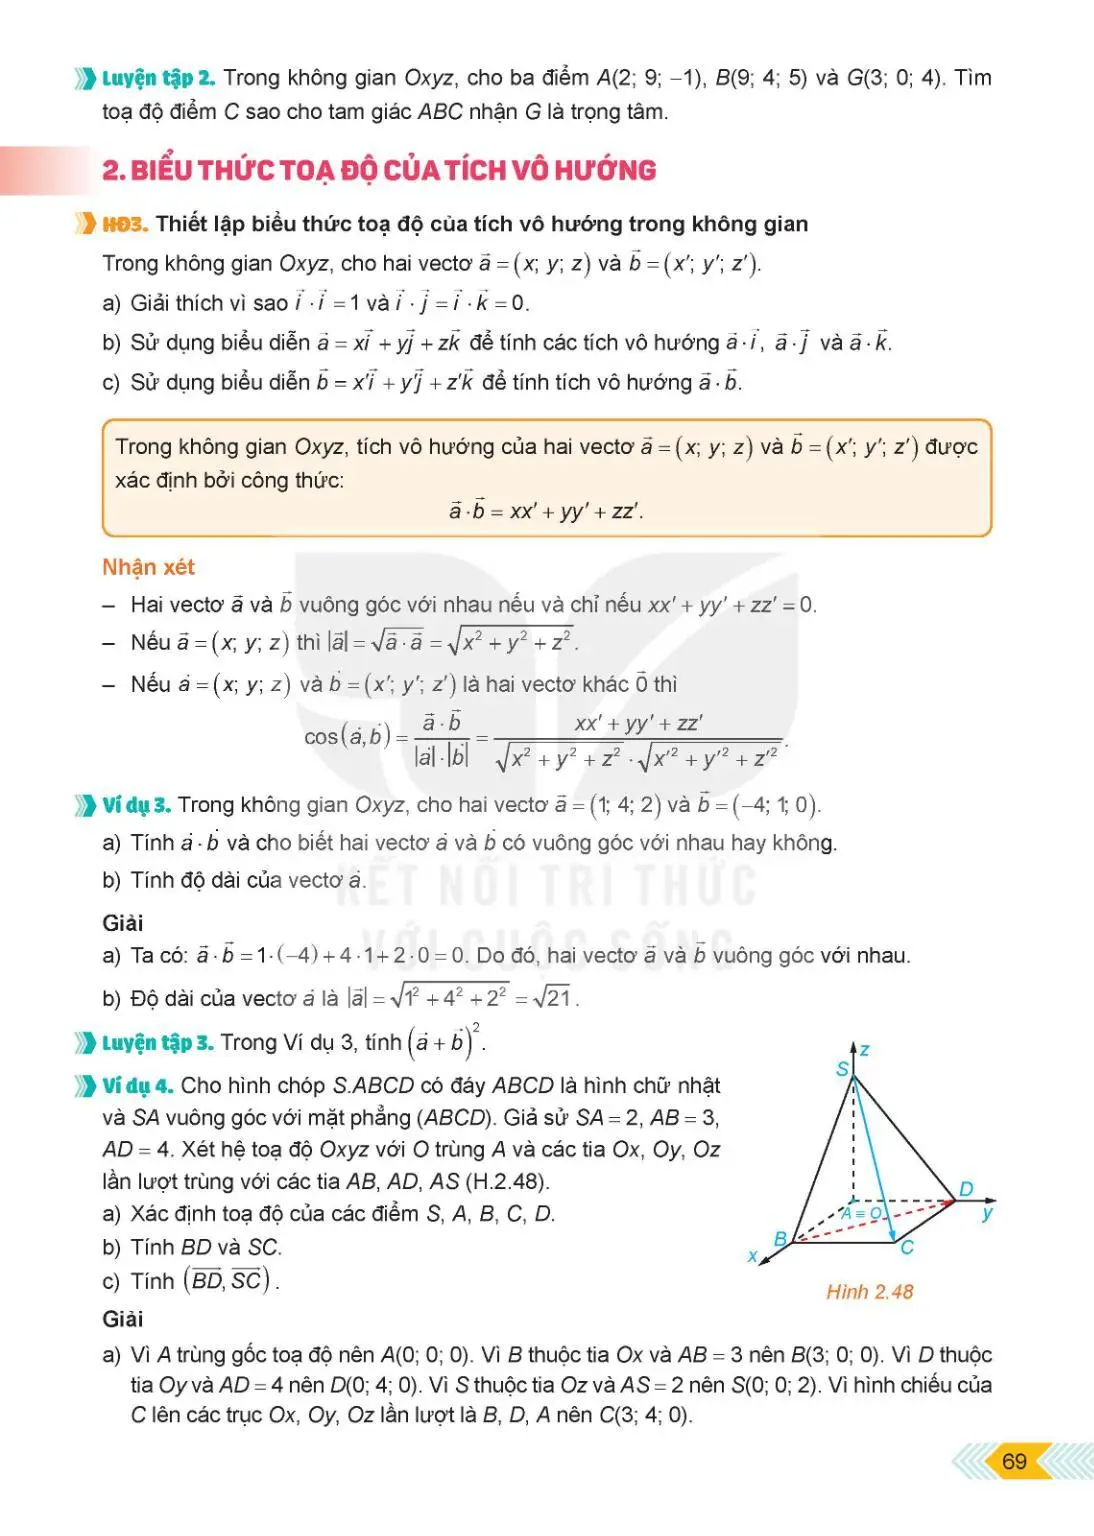 Luyện tập 2. Trong không gian Oxyz, cho ba điểm A(2; 9; –1), B(9; 4; 5) và G(3; 0; 4). Tìm
toạ độ điểm C sao cho tam giác ABC nhận G là trọng tâm.
2. BIỂU THỨC TOẠ ĐỘ CỦA TÍCH VÔ HƯỚNG
HĐ3. Thiết lập biểu thức toạ độ của tích vô hướng trong không gian
Trong không gian Oxyz, cho hai vectơ a⃗ = (x; y; z) và b⃗ = (x′; y′; z′).
a) Giải thích vì sao i⃗ · i⃗ = 1 và i⃗ · j⃗ = i⃗ · k⃗ = 0.
b) Sử dụng biểu diễn a⃗ = xi⃗ + yj⃗ + zk⃗ để tính các tích vô hướng a⃗ · i⃗, a⃗ · j⃗ và a⃗ · k⃗.
c) Sử dụng biểu diễn b⃗ = x′i⃗ + y′j⃗ + z′k⃗ để tính tích vô hướng a⃗ · b⃗.
Trong không gian Oxyz, tích vô hướng của hai vectơ a⃗ = (x; y; z) và b⃗ = (x′; y′; z′) được
xác định bởi công thức:
a⃗ · b⃗ = xx′ + yy′ + zz′.
Nhận xét
– Hai vectơ a⃗ và b⃗ vuông góc với nhau nếu và chỉ nếu xx′ + yy′ + zz′ = 0.
– Nếu a⃗ = (x; y; z) thì |a⃗| = √(a⃗ · a⃗) = √(x² + y² + z²).
– Nếu a⃗ = (x; y; z) và b⃗ = (x′; y′; z′) là hai vectơ khác 0⃗ thì
cos(a⃗, b⃗) = (a⃗ · b⃗)/(|a⃗| · |b⃗|) = (xx′ + yy′ + zz′)/(√(x² + y² + z²) · √(x′² + y′² + z′²)).
Ví dụ 3. Trong không gian Oxyz, cho hai vectơ a⃗ = (1; 4; 2) và b⃗ = (–4; 1; 0).
a) Tính a⃗ · b⃗ và cho biết hai vectơ a⃗ và b⃗ có vuông góc với nhau hay không.
b) Tính độ dài của vectơ a⃗.
KẾT NỐI TRI THỨC
VỚI CUỘC SỐNG
Giải
a) Ta có: a⃗ · b⃗ = 1·(–4) + 4·1 + 2·0 = 0. Do đó, hai vectơ a⃗ và b⃗ vuông góc với nhau.
b) Độ dài của vectơ a⃗ là |a⃗| = √(1² + 4² + 2²) = √21.
Luyện tập 3. Trong Ví dụ 3, tính (a⃗ + b⃗)².
Ví dụ 4. Cho hình chóp S.ABCD có đáy ABCD là hình chữ nhật
và SA vuông góc với mặt phẳng (ABCD). Giả sử SA = 2, AB = 3,
AD = 4. Xét hệ toạ độ Oxyz với O trùng A và các tia Ox, Oy, Oz
lần lượt trùng với các tia AB, AD, AS (H.2.48).
a) Xác định toạ độ của các điểm S, A, B, C, D.
b) Tính BD và SC.
c) Tính (BD⃗, SC⃗).
z
S
D
A ≡ O
y
B
C
x
Hình 2.48
Giải
a) Vì A trùng gốc toạ độ nên A(0; 0; 0). Vì B thuộc tia Ox và AB = 3 nên B(3; 0; 0). Vì D thuộc
tia Oy và AD = 4 nên D(0; 4; 0). Vì S thuộc tia Oz và AS = 2 nên S(0; 0; 2). Vì hình chiếu của
C lên các trục Ox, Oy, Oz lần lượt là B, D, A nên C(3; 4; 0).
69